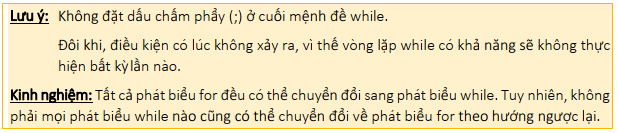 Lưu ý: Không đặt dấu chấm phẩy (;) ở cuối mệnh đề while.
Đôi khi, điều kiện có lúc không xảy ra, vì thế vòng lặp while có khả năng sẽ không thực
hiện bất kỳ lần nào.
Kinh nghiệm: Tất cả phát biểu for đều có thể chuyển đổi sang phát biểu while. Tuy nhiên, không
phải mọi phát biểu while nào cũng có thể chuyển đổi về phát biểu for theo hướng ngược lại.